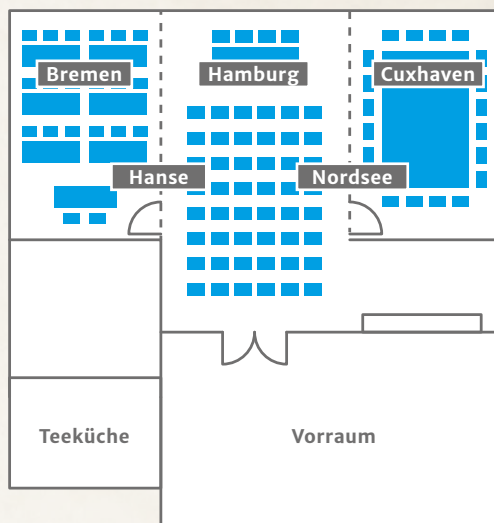 Bremen
Hamburg
Cuxhaven
Hanse
Nordsee
Teeküche
Vorraum